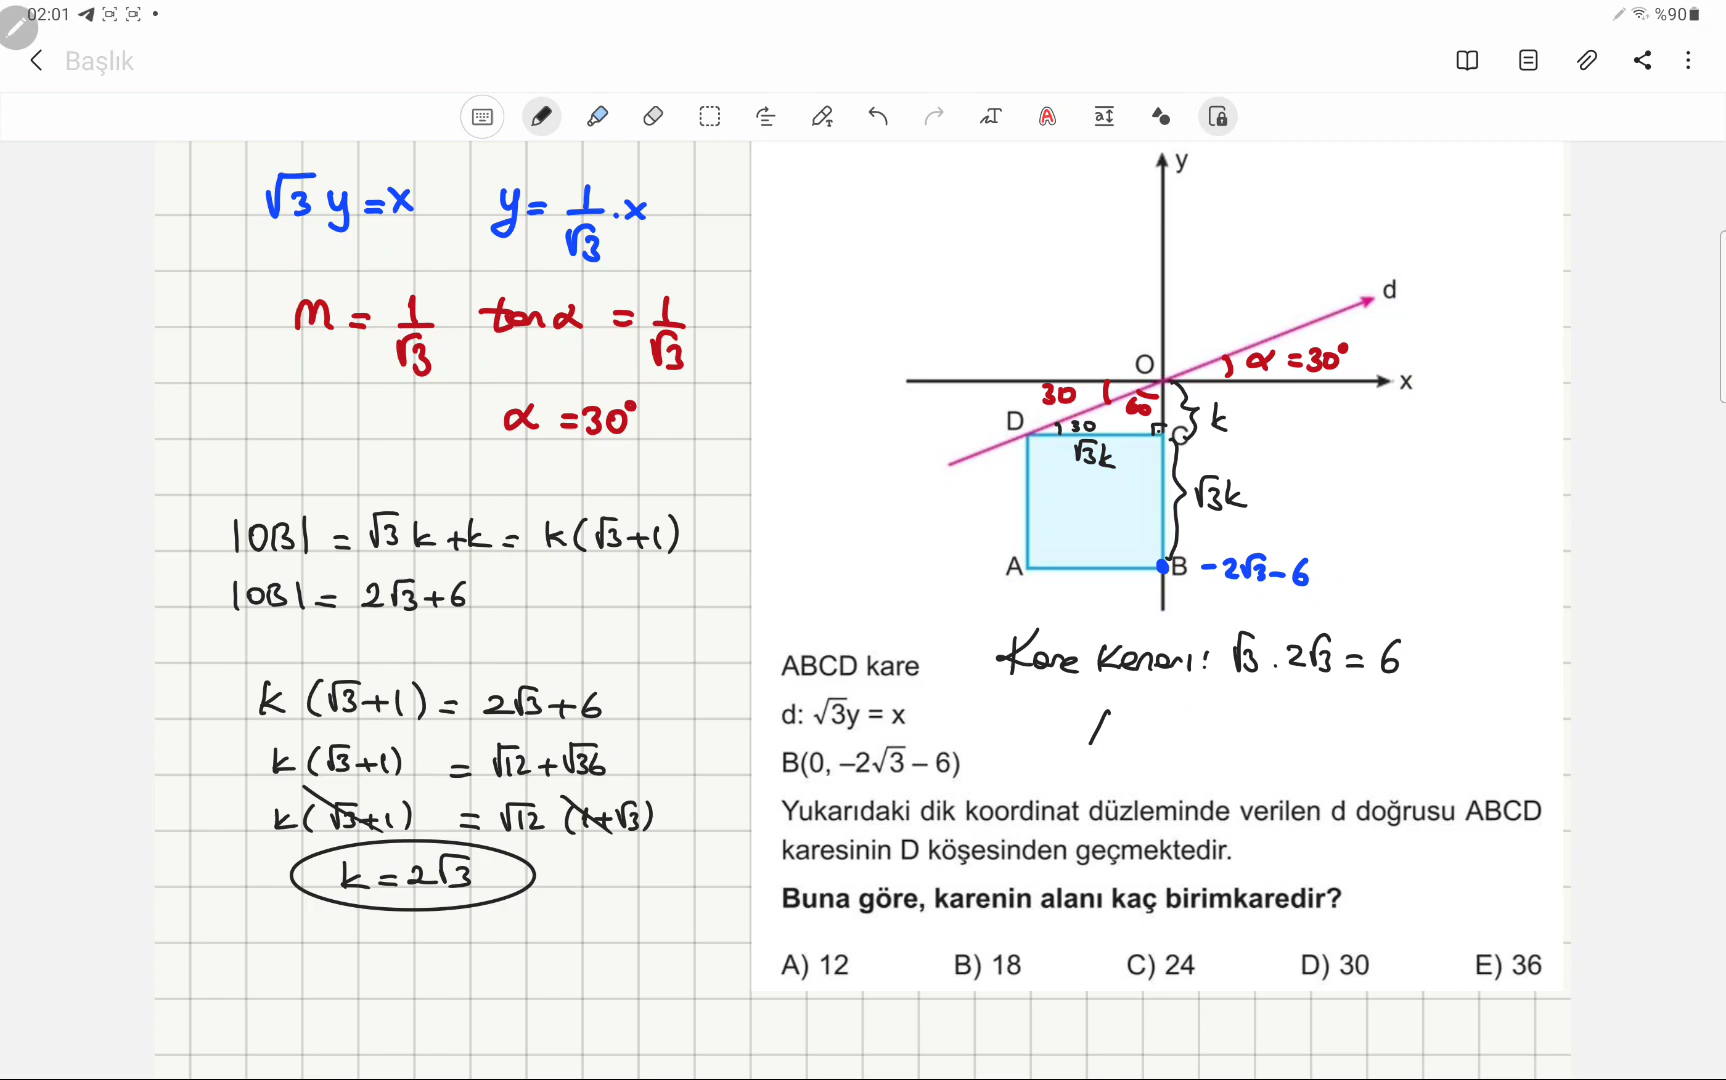 02:01
%90
Başlık
√3 y = x    y = 1/√3 . x
m = 1/√3    tan α = 1/√3
α = 30°
|OB| = √3 k + k = k(√3+1)
|OB| = 2√3+6
k (√3+1) = 2√3+6
k (√3+1) = √12 + √36
k (√3+1) = √12 (1+√3)
k = 2√3
y
d
O
α = 30°
x
30
60
k
D
30
C
√3k
√3k
A
B -2√3-6
Kare Kenarı: √3 . 2√3 = 6
ABCD kare
d: √3y = x
B(0, –2√3 – 6)
Yukarıdaki dik koordinat düzleminde verilen d doğrusu ABCD
karesinin D köşesinden geçmektedir.
Buna göre, karenin alanı kaç birimkaredir?
A) 12    B) 18    C) 24    D) 30    E) 36